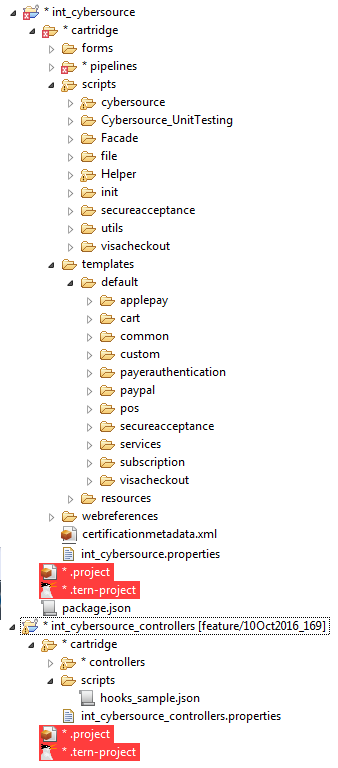 * int_cybersource
* cartridge
forms
* pipelines
scripts
cybersource
Cybersource_UnitTesting
Facade
file
Helper
init
secureacceptance
utils
visacheckout
templates
default
applepay
cart
common
custom
payerauthentication
paypal
pos
secureacceptance
services
subscription
visacheckout
resources
webreferences
certificationmetadata.xml
int_cybersource.properties
* .project
* .tern-project
package.json
* int_cybersource_controllers [feature/10Oct2016_169]
* cartridge
* controllers
scripts
hooks_sample.json
int_cybersource_controllers.properties
* .project
* .tern-project